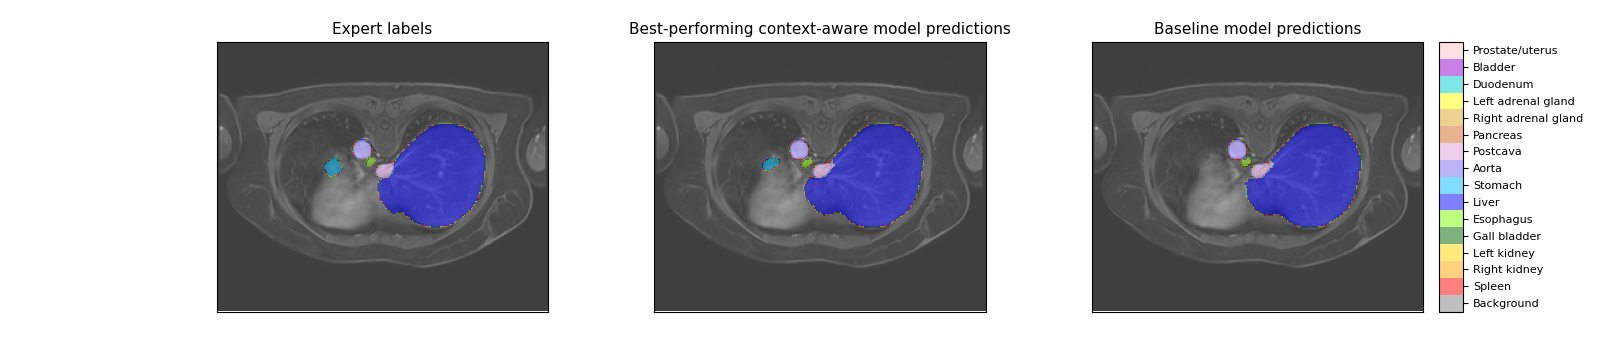 Expert labels
Best-performing context-aware model predictions
Baseline model predictions
Prostate/uterus
Bladder
Duodenum
Left adrenal gland
Right adrenal gland
Pancreas
Postcava
Aorta
Stomach
Liver
Esophagus
Gall bladder
Left kidney
Right kidney
Spleen
Background